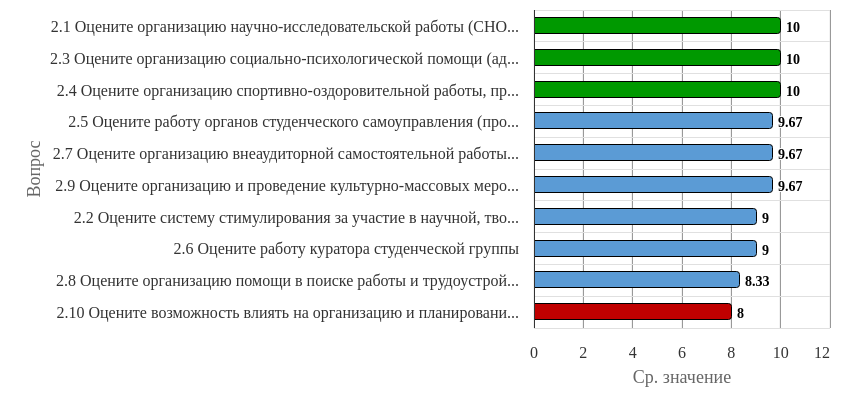 2.1 Оцените организацию научно-исследовательской работы (СНО... 10
2.3 Оцените организацию социально-психологической помощи (ад... 10
2.4 Оцените организацию спортивно-оздоровительной работы, пр... 10
2.5 Оцените работу органов студенческого самоуправления (про... 9.67
2.7 Оцените организацию внеаудиторной самостоятельной работы... 9.67
2.9 Оцените организацию и проведение культурно-массовых меро... 9.67
2.2 Оцените систему стимулирования за участие в научной, тво... 9
2.6 Оцените работу куратора студенческой группы 9
2.8 Оцените организацию помощи в поиске работы и трудоустрой... 8.33
2.10 Оцените возможность влиять на организацию и планировани... 8
Вопрос
0 2 4 6 8 10 12
Ср. значение